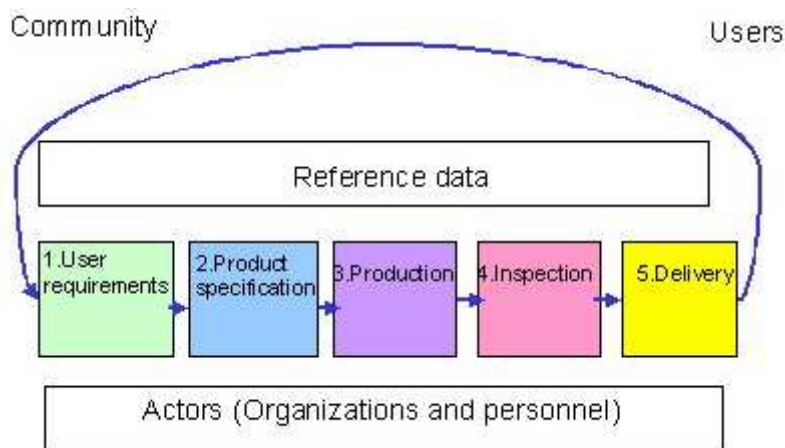 Community
Users
Reference data
1.User
requirements
2.Product
specification
3.Production
4.Inspection
5.Delivery
Actors (Organizations and personnel)